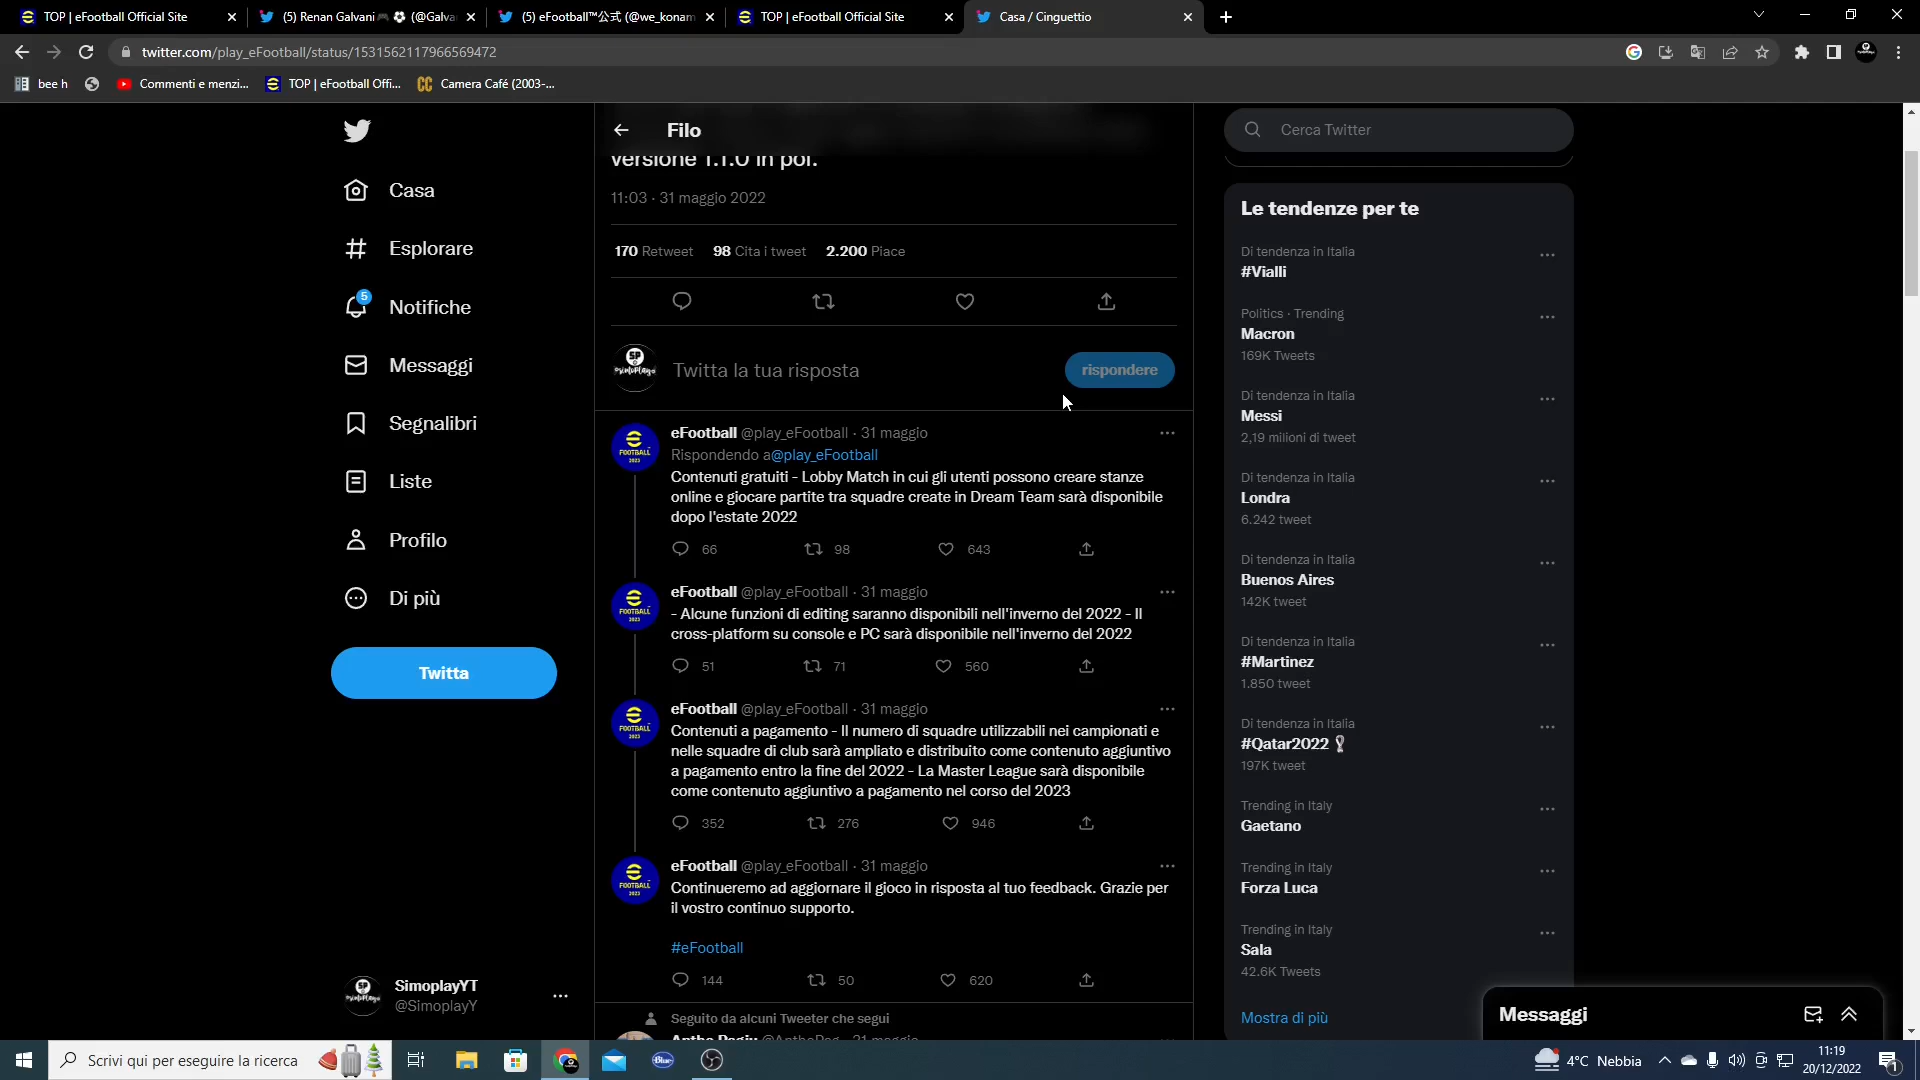 TOP | eFootball Official Site
(5) Renan Galvani🎮 ⚽ (@Galva
(5) eFootball™公式 (@we_konam
TOP | eFootball Official Site
Casa / Cinguettio
twitter.com/play_eFootball/status/1531562117966569472
bee h
Commenti e menzi...
TOP | eFootball Offi...
Camera Café (2003-...
Casa
Esplorare
5
Notifiche
Messaggi
Segnalibri
Liste
Profilo
Di più
Twitta
SimoplayYT
@SimoplayY
Filo
versione 1.1.0 in poi.
11:03 · 31 maggio 2022
170 Retweet 98 Cita i tweet 2.200 Piace
Twitta la tua risposta
rispondere
eFootball @play_eFootball · 31 maggio
Rispondendo a@play_eFootball
Contenuti gratuiti - Lobby Match in cui gli utenti possono creare stanze
online e giocare partite tra squadre create in Dream Team sarà disponibile
dopo l'estate 2022
66 98 643
eFootball @play_eFootball · 31 maggio
- Alcune funzioni di editing saranno disponibili nell'inverno del 2022 - Il
cross-platform su console e PC sarà disponibile nell'inverno del 2022
51 71 560
eFootball @play_eFootball · 31 maggio
Contenuti a pagamento - Il numero di squadre utilizzabili nei campionati e
nelle squadre di club sarà ampliato e distribuito come contenuto aggiuntivo
a pagamento entro la fine del 2022 - La Master League sarà disponibile
come contenuto aggiuntivo a pagamento nel corso del 2023
352 276 946
eFootball @play_eFootball · 31 maggio
Continueremo ad aggiornare il gioco in risposta al tuo feedback. Grazie per
il vostro continuo supporto.
#eFootball
144 50 620
Seguito da alcuni Tweeter che segui
Cerca Twitter
Le tendenze per te
Di tendenza in Italia
#Vialli
Politics · Trending
Macron
169K Tweets
Di tendenza in Italia
Messi
2,19 milioni di tweet
Di tendenza in Italia
Londra
6.242 tweet
Di tendenza in Italia
Buenos Aires
142K tweet
Di tendenza in Italia
#Martinez
1.850 tweet
Di tendenza in Italia
#Qatar2022
197K tweet
Trending in Italy
Gaetano
Trending in Italy
Forza Luca
Trending in Italy
Sala
42.6K Tweets
Mostra di più
Messaggi
Scrivi qui per eseguire la ricerca
4°C Nebbia
11:19
20/12/2022
1